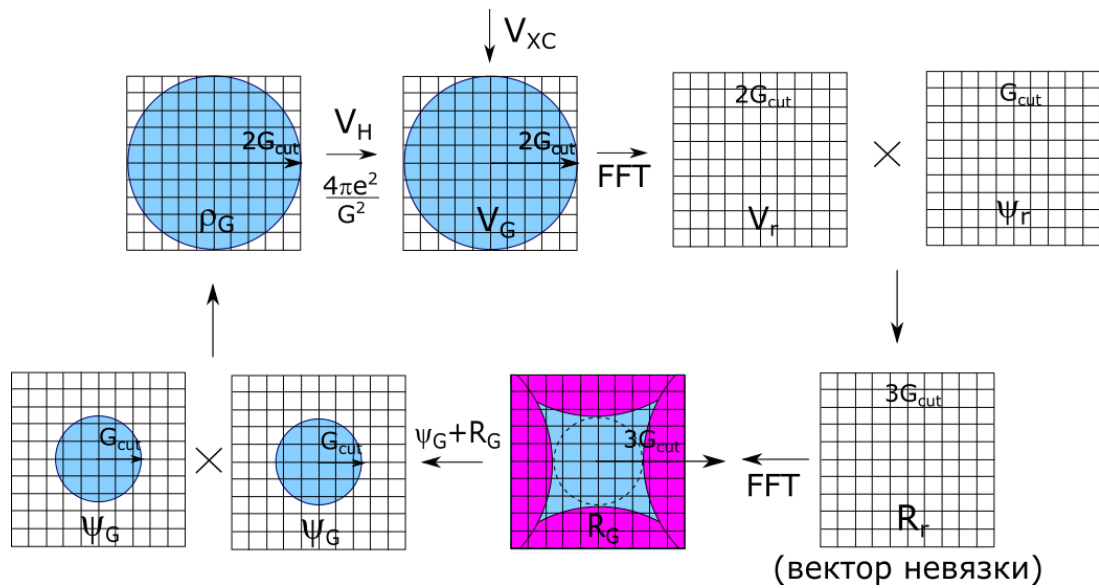 V_XC
2G_cut
ρ_G
V_H
4πe²
G²
2G_cut
V_G
FFT
2G_cut
V_r
×
G_cut
ψ_r
G_cut
ψ_G
×
G_cut
ψ_G
ψ_G+R_G
3G_cut
R_G
FFT
3G_cut
R_r
(вектор невязки)